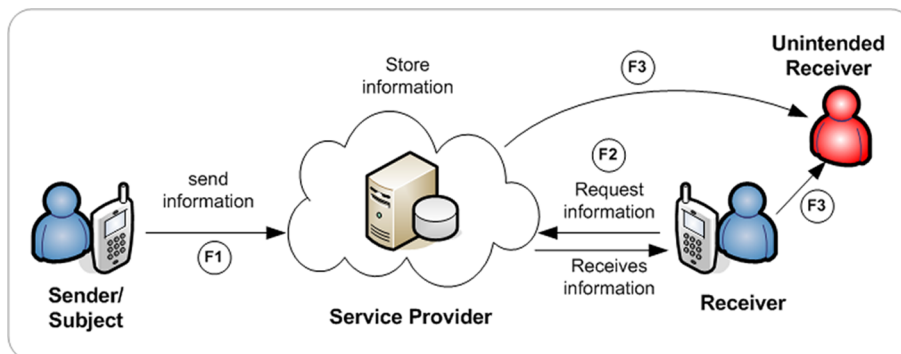 Unintended
Receiver
Store
information
F3
F2
send
information
Request
information
F3
F1
Receives
information
Sender/
Subject
Service Provider
Receiver